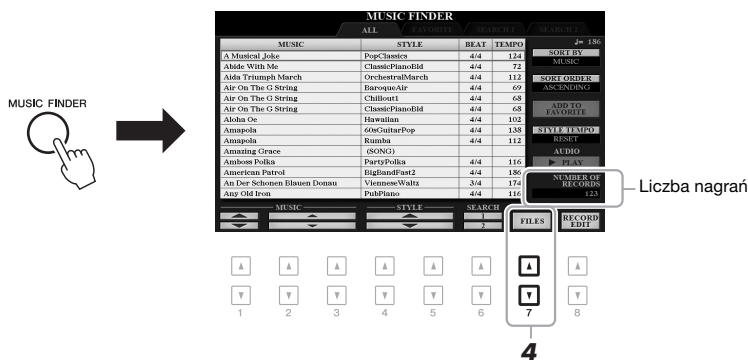 MUSIC FINDER
ALL FAVORITE SEARCH 1 SEARCH 2
MUSIC STYLE BEAT TEMPO
♩= 186
A Musical Joke PopClassics 4/4 124
Abide With Me ClassicPianoBld 4/4 72
Aida Triumph March OrchestralMarch 4/4 112
Air On The G String BaroqueAir 4/4 69
Air On The G String Chillout1 4/4 68
Air On The G String ClassicPianoBld 4/4 68
Aloha Oe Hawaiian 4/4 102
Amapola 60sGuitarPop 4/4 138
Amapola Rumba 4/4 112
Amazing Grace (SONG)
Amboss Polka PartyPolka 4/4 116
American Patrol BigBandFast2 4/4 186
An Der Schonen Blauen Donau VienneseWaltz 3/4 174
Any Old Iron PubPiano 4/4 116
SORT BY
MUSIC
SORT ORDER
ASCENDING
ADD TO
FAVORITE
STYLE TEMPO
RESET
AUDIO
▶ PLAY
NUMBER OF
RECORDS
123
MUSIC STYLE SEARCH
1
2
FILES
RECORD
EDIT
MUSIC FINDER
Liczba nagrań
1 2 3 4 5 6 7 8
4